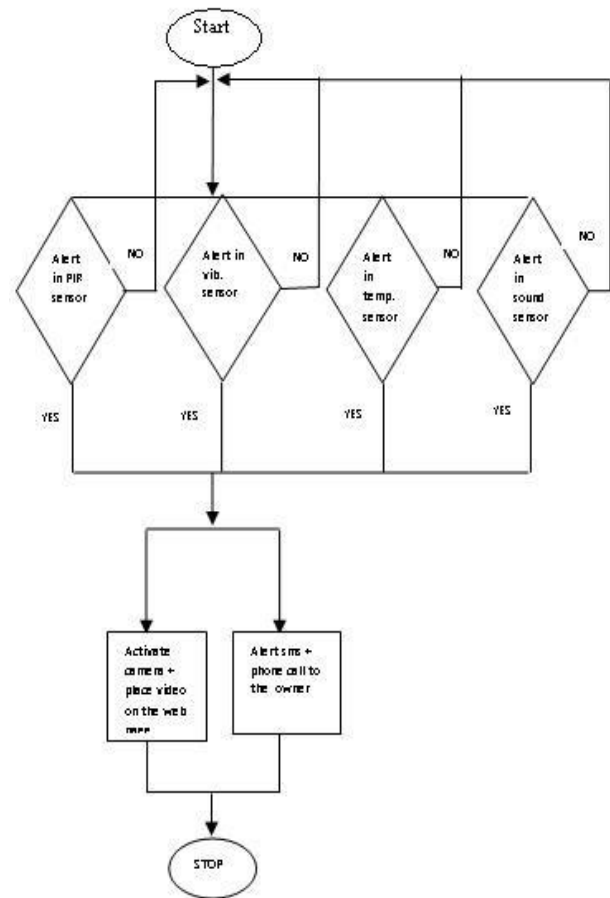 Start
Alert
in PIR
sensor
NO
Alert in
vib.
sensor
NO
Alert
in
temp.
sensor
NO
Alert
in
sound
sensor
NO
YES
YES
YES
YES
Activate
camera +
place video
on the web
Alert sms +
phone call to
the owner
STOP